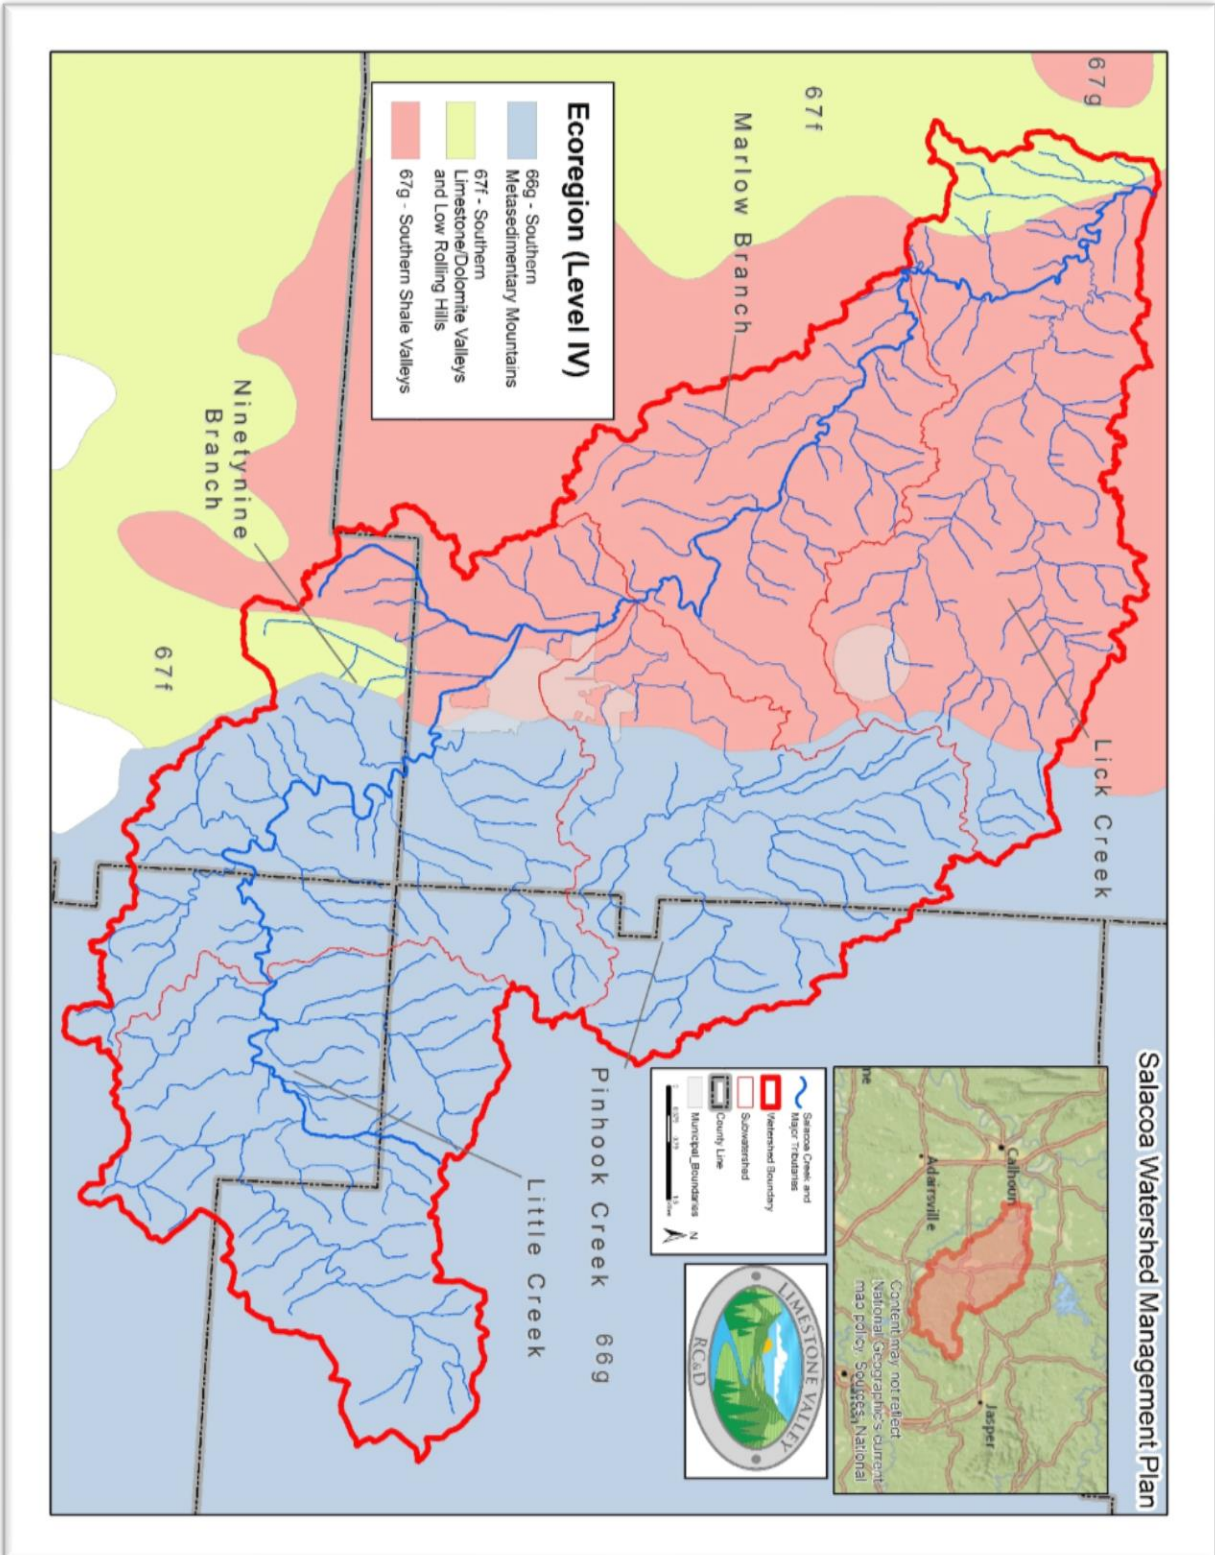 Salacoa Watershed Management Plan
67g
67f
Marlow Branch
Lick Creek
Ecoregion (Level IV)
66g - Southern
Metasedimentary Mountains
67f - Southern
Limestone/Dolomite Valleys
and Low Rolling Hills
67g - Southern Shale Valleys
Ninetynine
Branch
67f
Pinhook Creek
66g
Little Creek
Calhoun
Adairsville
Jasper
Content may not reflect
National Geographic's current
map policy. Sources: National
Salacoa Creek and
Major Tributaries
Watershed Boundary
Subwatershed
County Line
Municipal_Boundaries
N
LIMESTONE VALLEY
RC&D